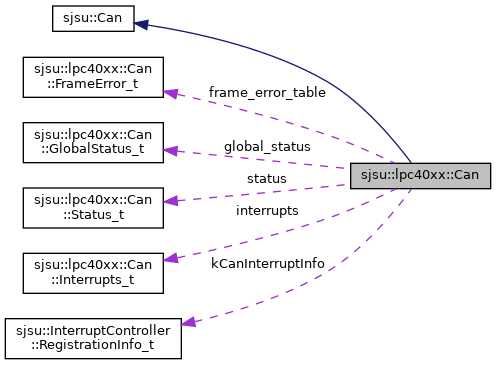 sjsu::Can
sjsu::lpc40xx::Can
::FrameError_t
frame_error_table
sjsu::lpc40xx::Can
::GlobalStatus_t
global_status
sjsu::lpc40xx::Can
status
sjsu::lpc40xx::Can
::Status_t
interrupts
sjsu::lpc40xx::Can
::Interrupts_t
kCanInterruptInfo
sjsu::InterruptController
::RegistrationInfo_t